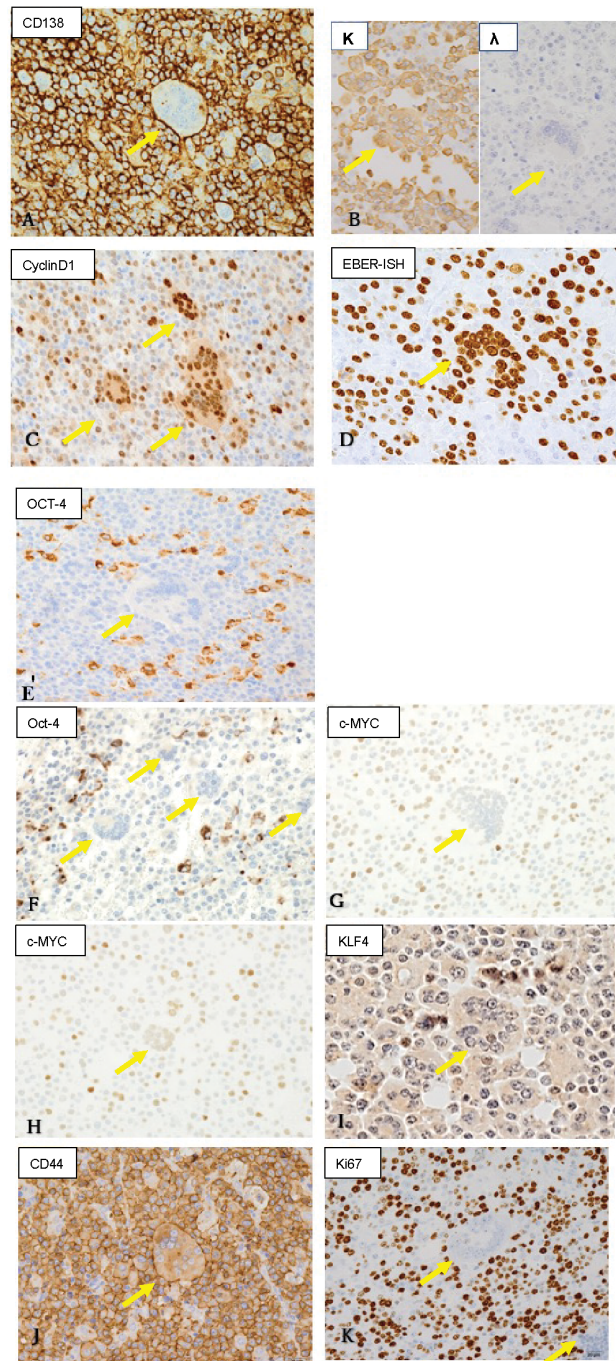 CD138
A
K
λ
B
CyclinD1
C
EBER-ISH
D
OCT-4
E'
Oct-4
F
c-MYC
G
c-MYC
H
KLF4
I.
CD44
J
Ki67
K